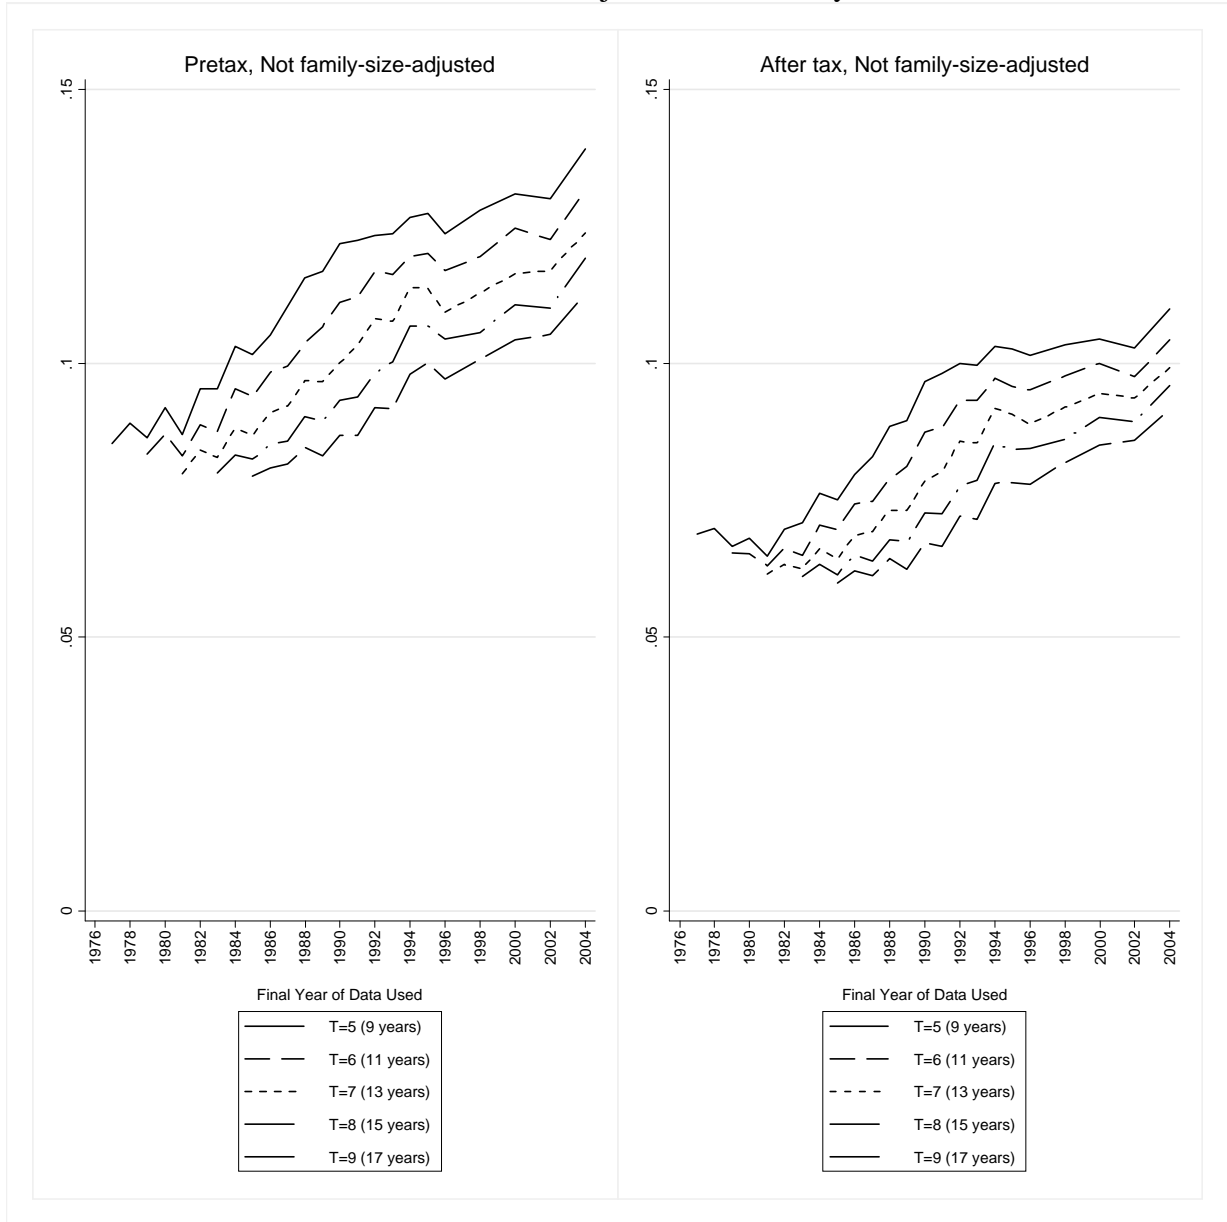 Pretax, Not family-size-adjusted
.15
.1
.05
0
1976 1978 1980 1982 1984 1986 1988 1990 1992 1994 1996 1998 2000 2002 2004
Final Year of Data Used
T=5 (9 years)
T=6 (11 years)
T=7 (13 years)
T=8 (15 years)
T=9 (17 years)
After tax, Not family-size-adjusted
.15
.1
.05
0
1976 1978 1980 1982 1984 1986 1988 1990 1992 1994 1996 1998 2000 2002 2004
Final Year of Data Used
T=5 (9 years)
T=6 (11 years)
T=7 (13 years)
T=8 (15 years)
T=9 (17 years)